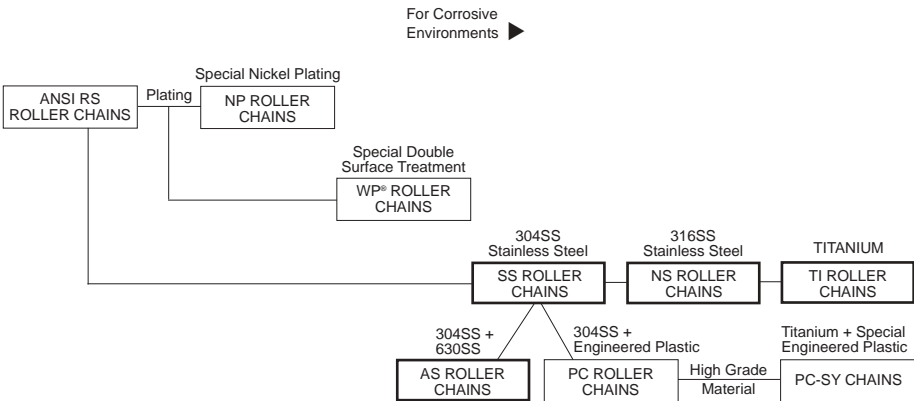 For Corrosive
Environments
Special Nickel Plating
ANSI RS
ROLLER CHAINS
Plating
NP ROLLER
CHAINS
Special Double
Surface Treatment
WP® ROLLER
CHAINS
304SS
Stainless Steel
SS ROLLER
CHAINS
316SS
Stainless Steel
NS ROLLER
CHAINS
TITANIUM
TI ROLLER
CHAINS
304SS +
630SS
AS ROLLER
CHAINS
304SS +
Engineered Plastic
PC ROLLER
CHAINS
High Grade
Material
Titanium + Special
Engineered Plastic
PC-SY CHAINS